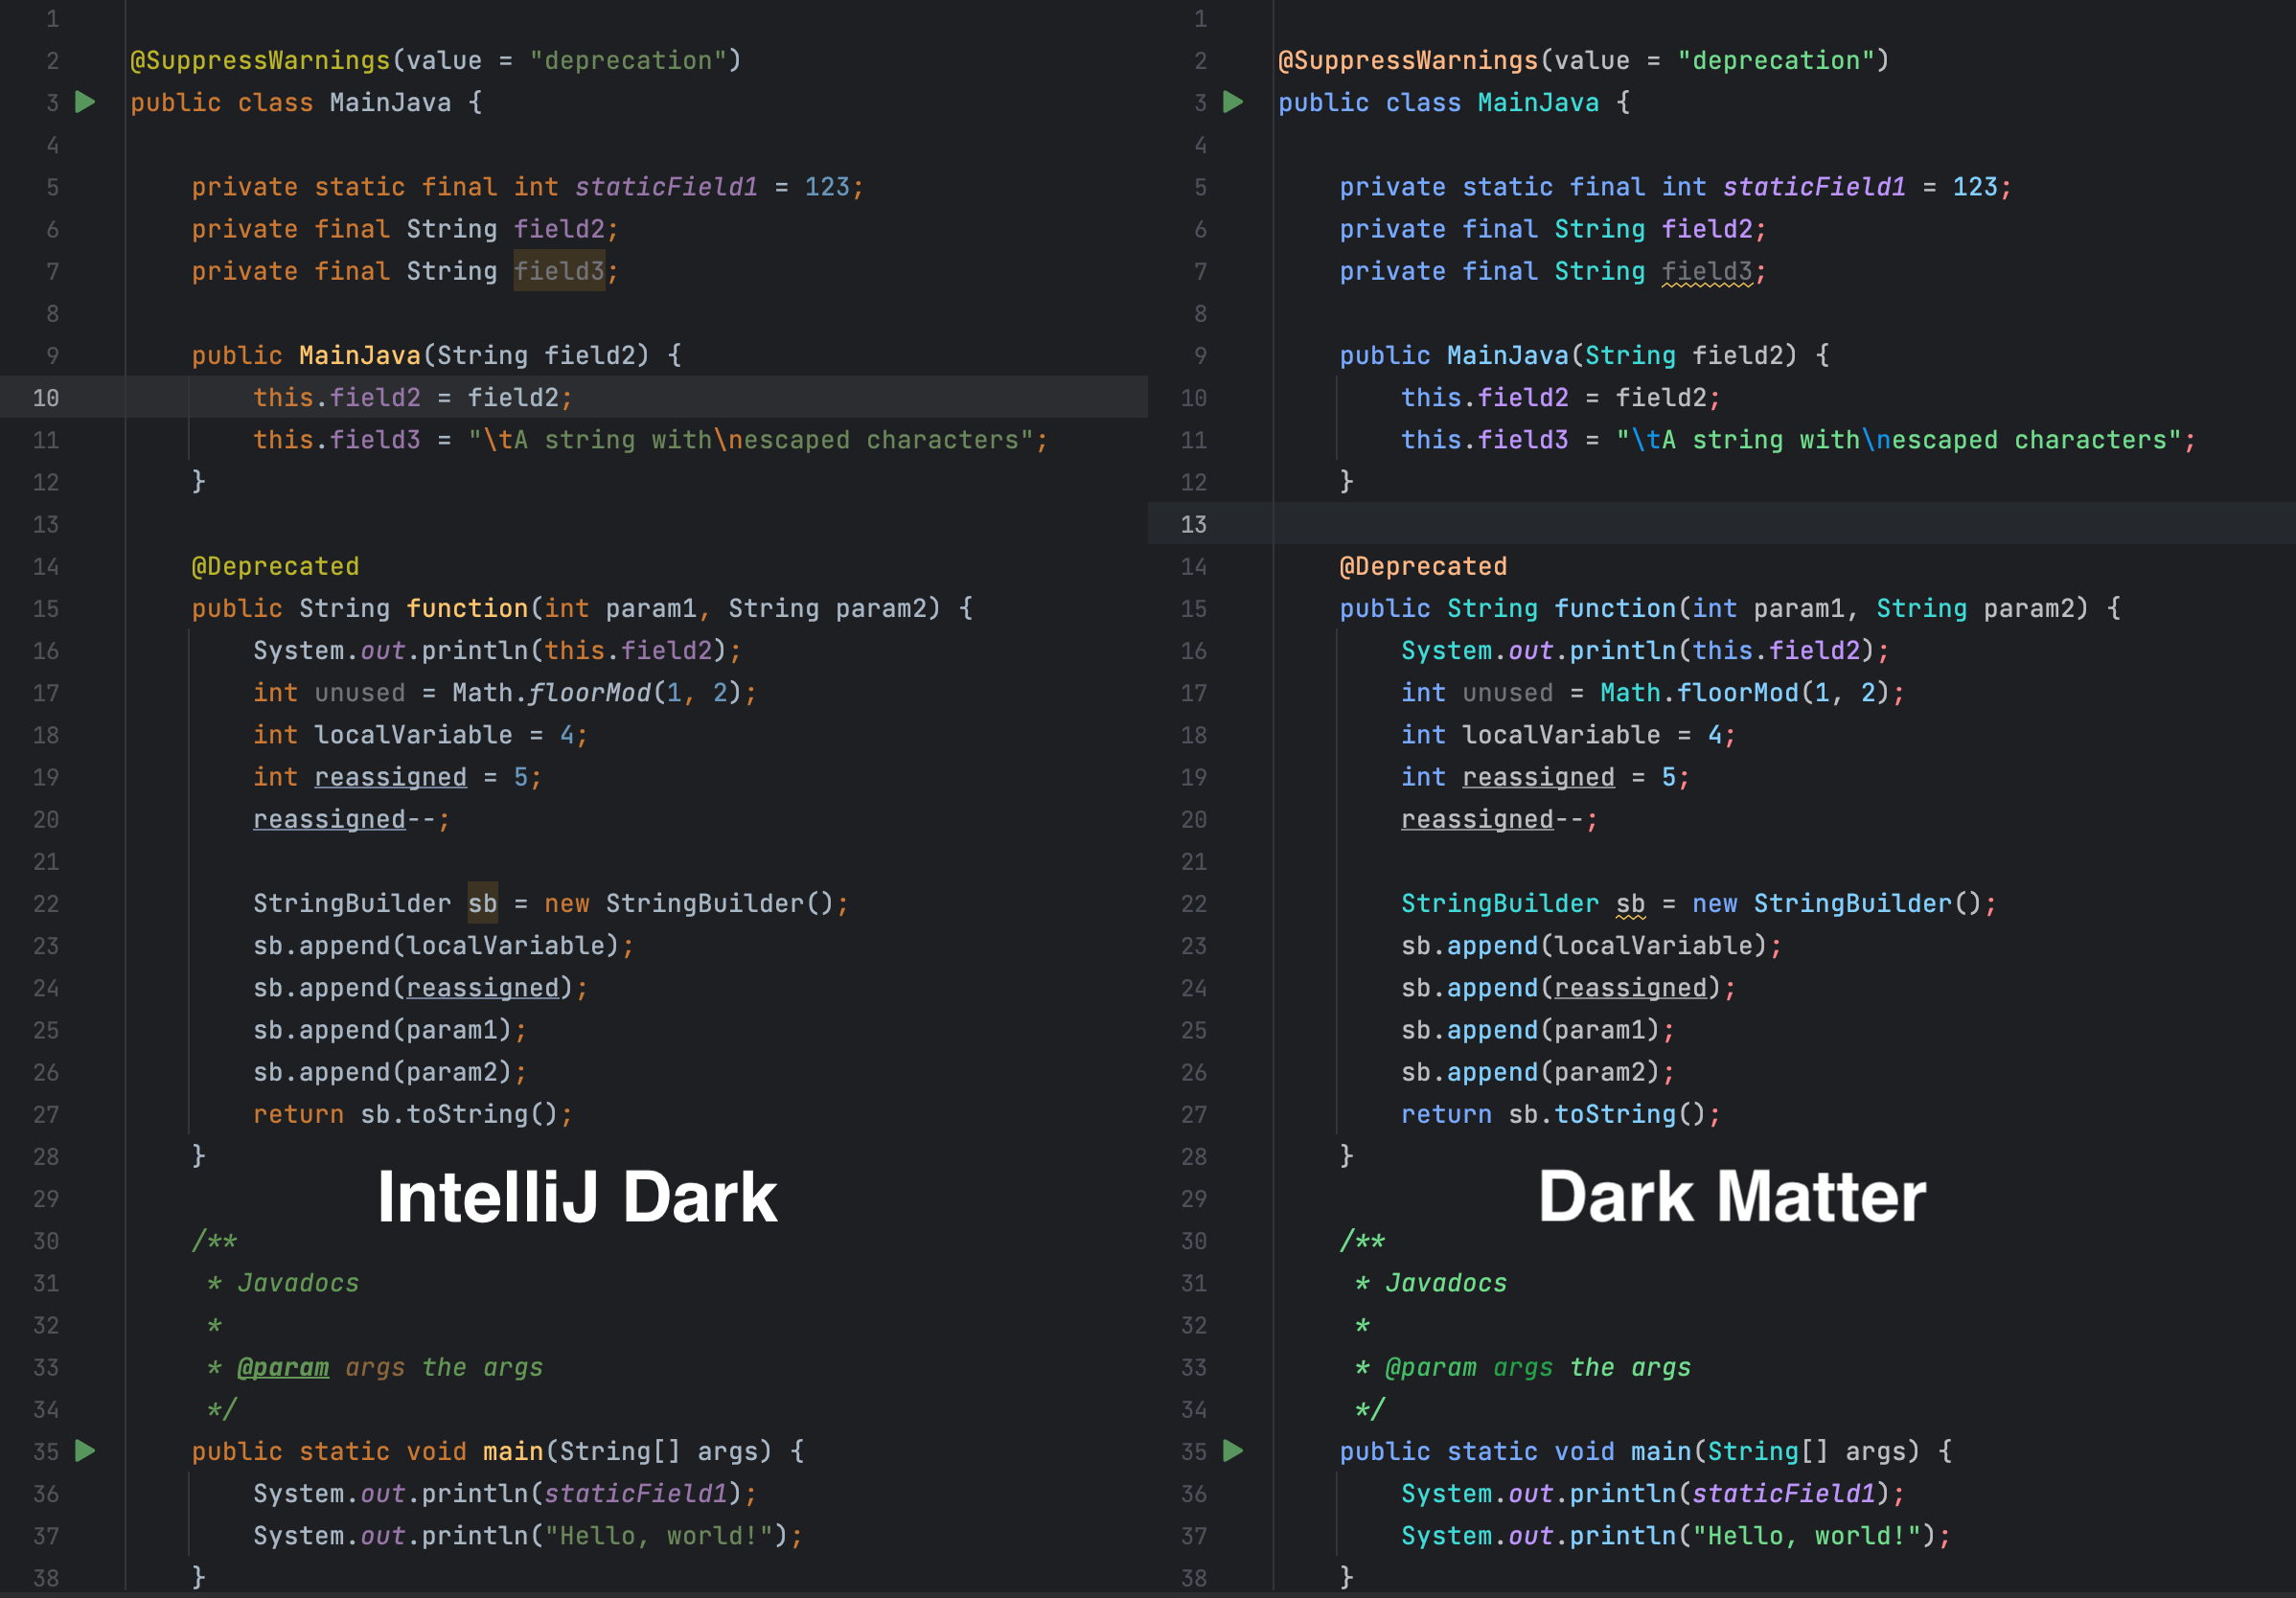 1
2 @SuppressWarnings(value = "deprecation")
3 public class MainJava {
4
5 private static final int staticField1 = 123;
6 private final String field2;
7 private final String field3;
8
9 public MainJava(String field2) {
10 this.field2 = field2;
11 this.field3 = "\tA string with\nescaped characters";
12 }
13
14 @Deprecated
15 public String function(int param1, String param2) {
16 System.out.println(this.field2);
17 int unused = Math.floorMod(1, 2);
18 int localVariable = 4;
19 int reassigned = 5;
20 reassigned--;
21
22 StringBuilder sb = new StringBuilder();
23 sb.append(localVariable);
24 sb.append(reassigned);
25 sb.append(param1);
26 sb.append(param2);
27 return sb.toString();
28 }
IntelliJ Dark
29
30 /**
31 * Javadocs
32 *
33 * @param args the args
34 */
35 public static void main(String[] args) {
36 System.out.println(staticField1);
37 System.out.println("Hello, world!");
38 }
1
2 @SuppressWarnings(value = "deprecation")
3 public class MainJava {
4
5 private static final int staticField1 = 123;
6 private final String field2;
7 private final String field3;
8
9 public MainJava(String field2) {
10 this.field2 = field2;
11 this.field3 = "\tA string with\nescaped characters";
12 }
13
14 @Deprecated
15 public String function(int param1, String param2) {
16 System.out.println(this.field2);
17 int unused = Math.floorMod(1, 2);
18 int localVariable = 4;
19 int reassigned = 5;
20 reassigned--;
21
22 StringBuilder sb = new StringBuilder();
23 sb.append(localVariable);
24 sb.append(reassigned);
25 sb.append(param1);
26 sb.append(param2);
27 return sb.toString();
28 }
Dark Matter
29
30 /**
31 * Javadocs
32 *
33 * @param args the args
34 */
35 public static void main(String[] args) {
36 System.out.println(staticField1);
37 System.out.println("Hello, world!");
38 }